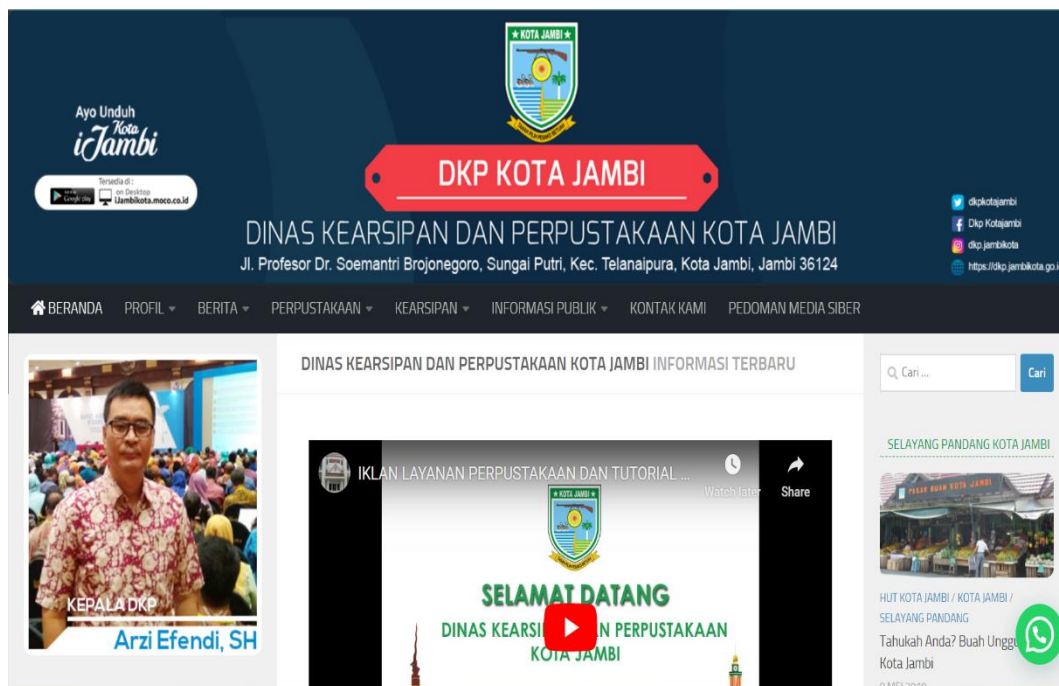 ★ KOTA JAMBI ★
Ayo Unduh
iJambi
Kota
Tersedia di :
Google play
on Desktop
iJambikota.moco.co.id
DKP KOTA JAMBI
dkpkotajambi
Dkp Kotajambi
dkp.jambikota
https://dkp.jambikota.go.i
DINAS KEARSIPAN DAN PERPUSTAKAAN KOTA JAMBI
Jl. Profesor Dr. Soemantri Brojonegoro, Sungai Putri, Kec. Telanaipura, Kota Jambi, Jambi 36124
BERANDA PROFIL BERITA PERPUSTAKAAN KEARSIPAN INFORMASI PUBLIK KONTAK KAMI PEDOMAN MEDIA SIBER
KEPALA DKP
Arzi Efendi, SH
DINAS KEARSIPAN DAN PERPUSTAKAAN KOTA JAMBI INFORMASI TERBARU
IKLAN LAYANAN PERPUSTAKAAN DAN TUTORIAL ...
Watch later
Share
★ KOTA JAMBI ★
SELAMAT DATANG
DINAS KEARSI AN PERPUSTAKAAN
KOTA JAMBI
Cari ...
Cari
SELAYANG PANDANG KOTA JAMBI
PASAR BUAH KOTA JAMBI
HUT KOTA JAMBI / KOTA JAMBI /
SELAYANG PANDANG
Tahukah Anda? Buah Unggu
Kota Jambi
9 MEI 2019